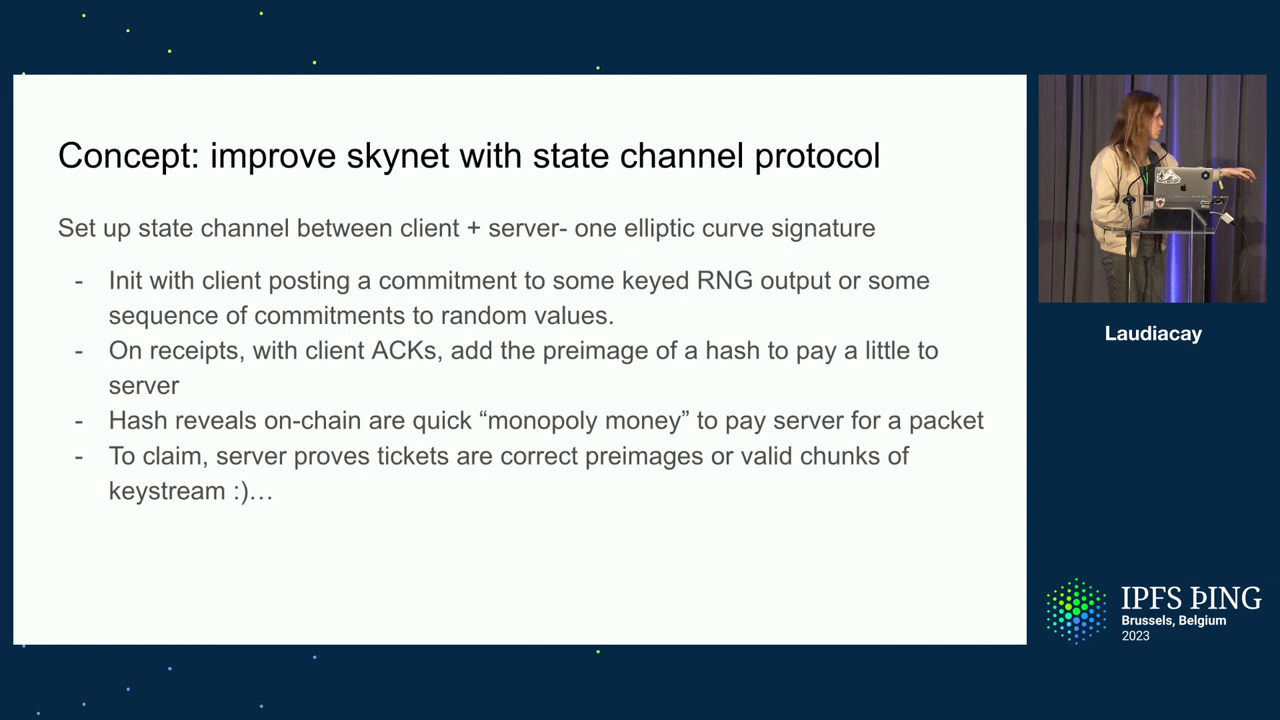 Concept: improve skynet with state channel protocol
Set up state channel between client + server- one elliptic curve signature
- Init with client posting a commitment to some keyed RNG output or some
sequence of commitments to random values.
- On receipts, with client ACKs, add the preimage of a hash to pay a little to
server
- Hash reveals on-chain are quick “monopoly money” to pay server for a packet
- To claim, server proves tickets are correct preimages or valid chunks of
keystream :)…
Laudiacay
IPFS ÞING
Brussels, Belgium
2023